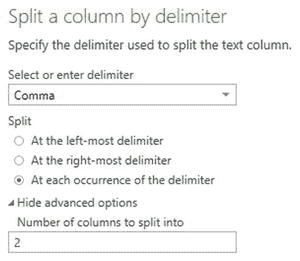 Split a column by delimiter
Specify the delimiter used to split the text column.
Select or enter delimiter
Comma
Split
At the left-most delimiter
At the right-most delimiter
At each occurrence of the delimiter
Hide advanced options
Number of columns to split into
2